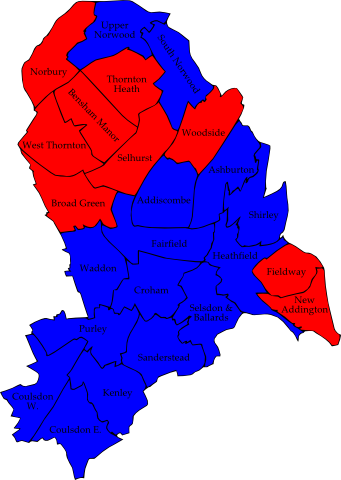 Upper
Norwood
South Norwood
Norbury
Thornton
Heath
Bensham Manor
Woodside
West Thornton
Selhurst
Ashburton
Broad Green
Addiscombe
Shirley
Fairfield
Heathfield
Waddon
Fieldway
Croham
New
Addington
Selsdon &
Ballards
Purley
Sanderstead
Kenley
Coulsdon
W.
Coulsdon E.